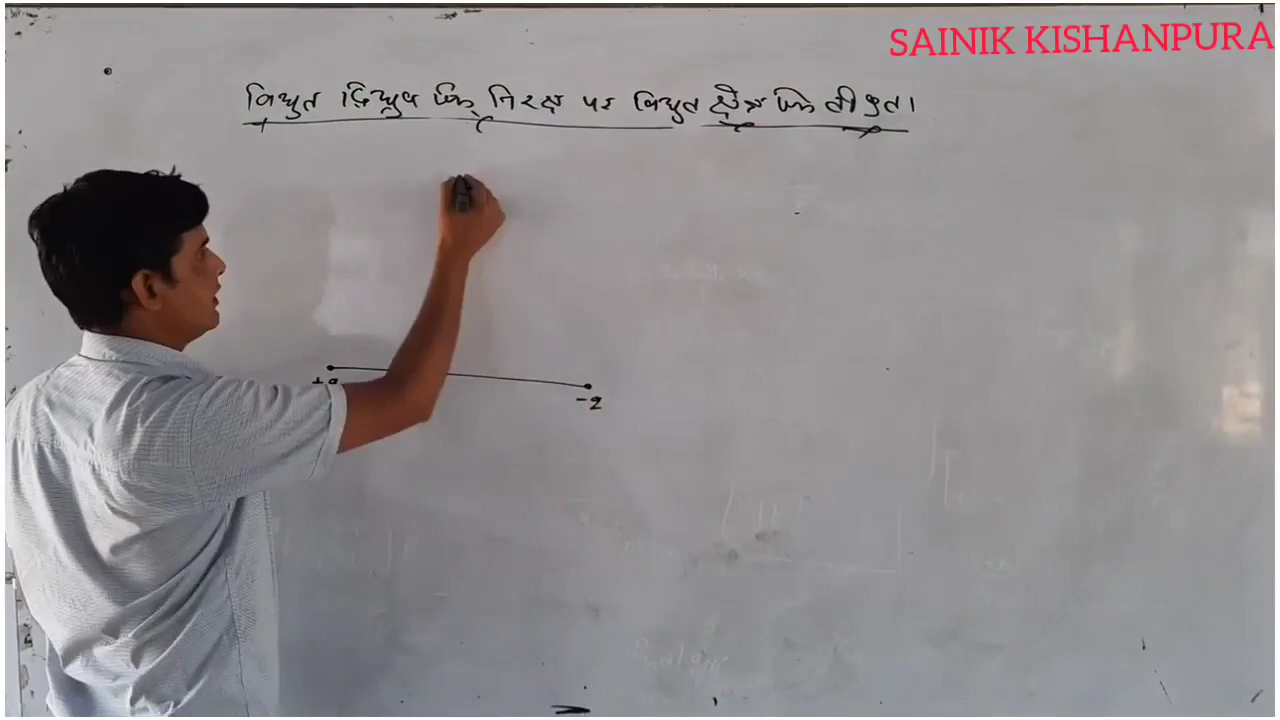 SAINIK KISHANPURA
विद्युत द्विध्रुव कि निरक्ष पर विद्युत क्षेत्र कि तीव्रता।
+q
-q